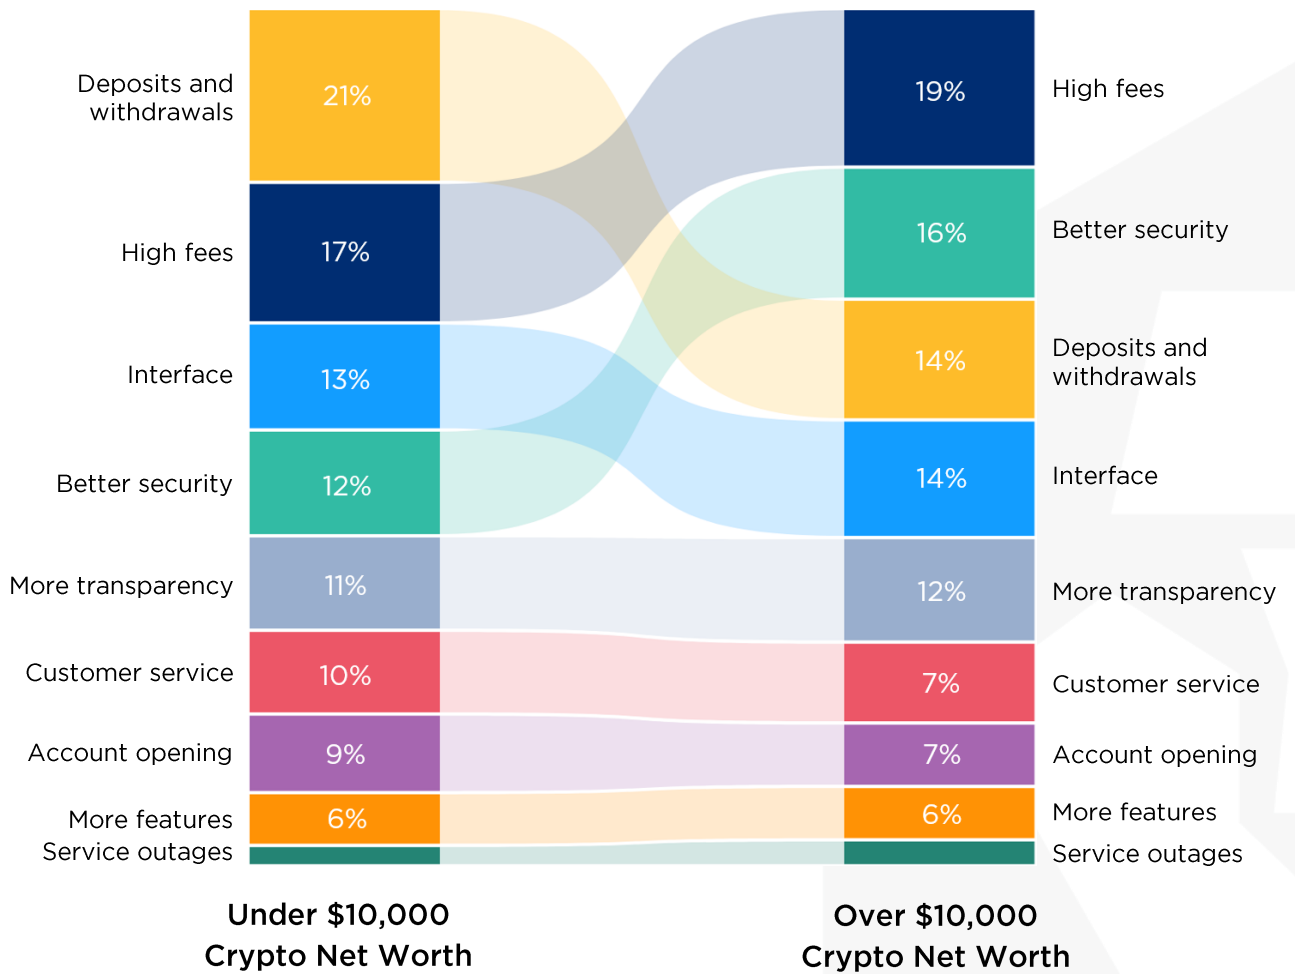 Deposits and
withdrawals
21%
High fees
17%
Interface
13%
Better security
12%
More transparency
11%
Customer service
10%
Account opening
9%
More features
6%
Service outages
19%
High fees
16%
Better security
14%
Deposits and
withdrawals
14%
Interface
12%
More transparency
7%
Customer service
7%
Account opening
6%
More features
Service outages
Under $10,000
Crypto Net Worth
Over $10,000
Crypto Net Worth